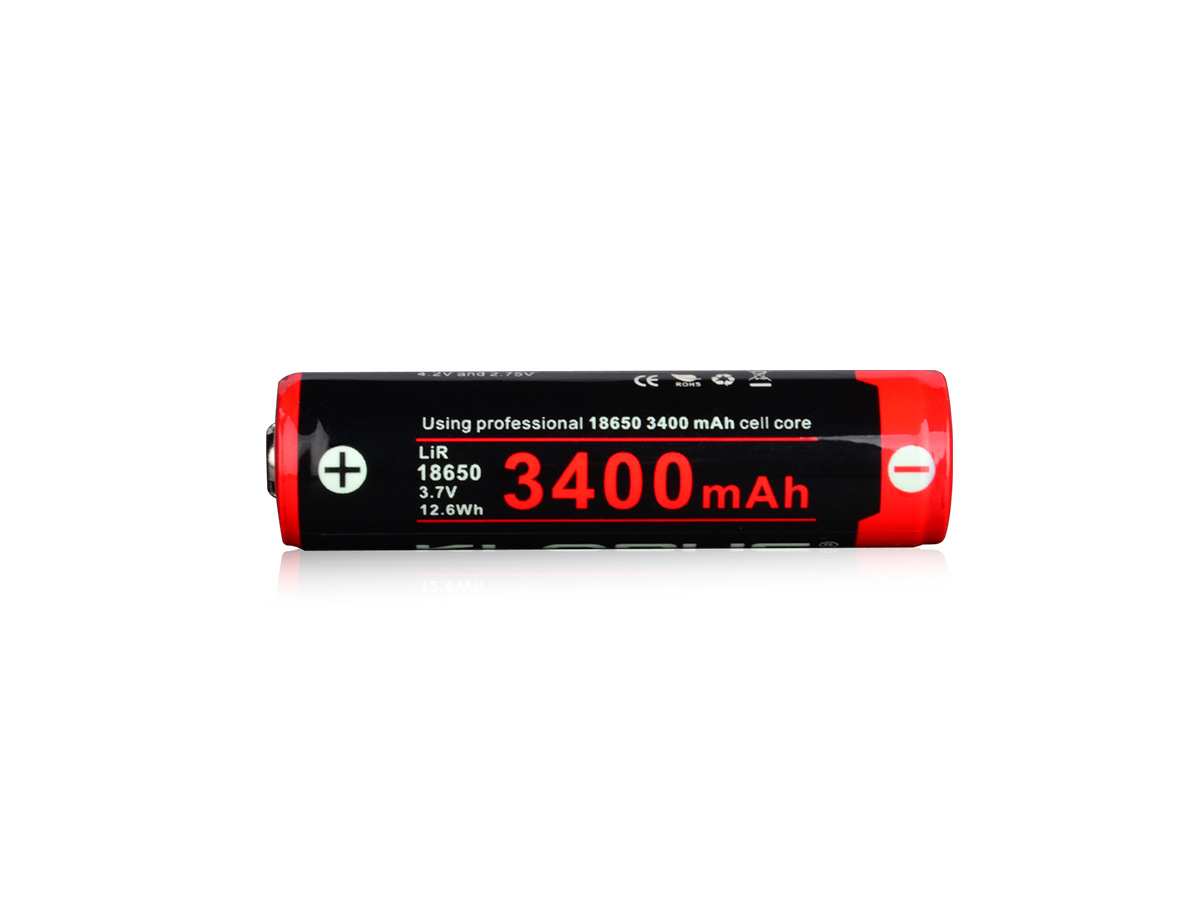 4.2V and 2.75V
CE RoHS
Using professional 18650 3400 mAh cell core
LiR
18650
3.7V
12.6Wh
3400mAh
+
−